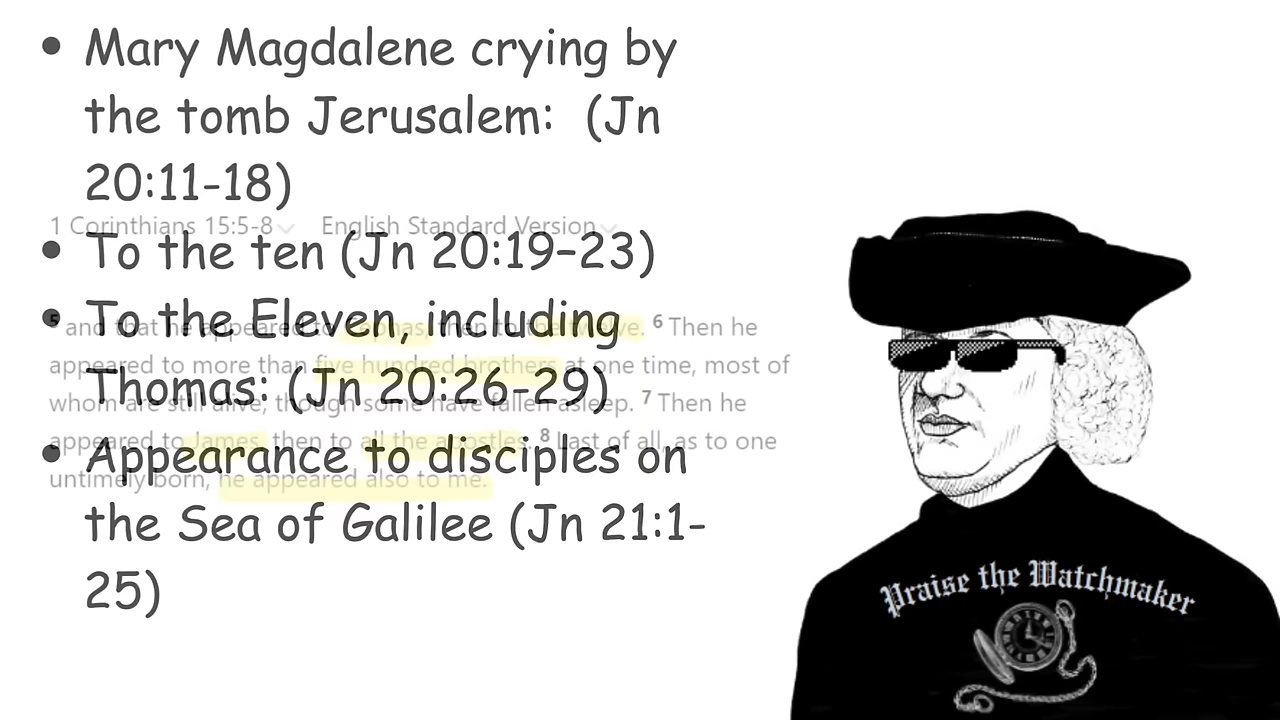 • Mary Magdalene crying by
the tomb Jerusalem: (Jn
20:11-18)
1 Corinthians 15:5-8 English Standard Version
• To the ten (Jn 20:19–23)
• To the Eleven, including
5 and that he appeared to Cephas, then to the twelve. 6 Then he
appeared to more than five hundred brothers at one time, most of
Thomas: (Jn 20:26-29)
whom are still alive, though some have fallen asleep. 7 Then he
appeared to James, then to all the apostles. 8 Last of all, as to one
• Appearance to disciples on
untimely born, he appeared also to me.
the Sea of Galilee (Jn 21:1-
25)
Praise the Watchmaker